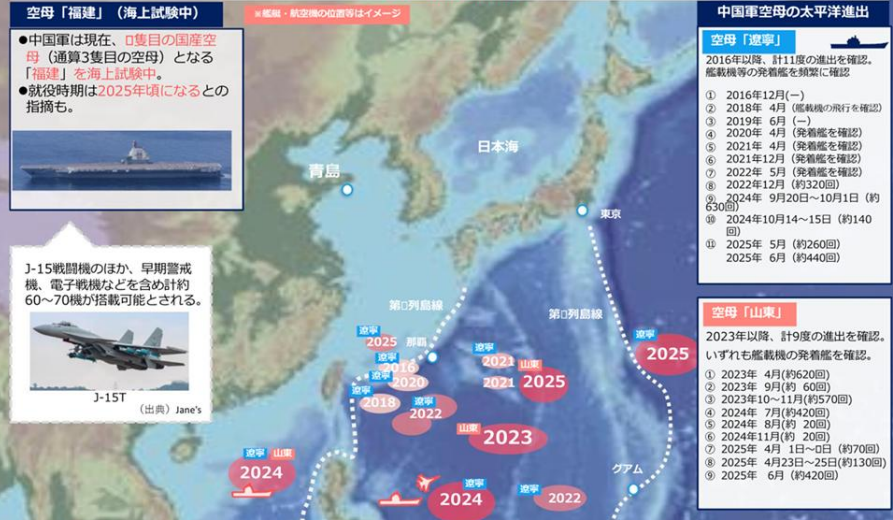 空母「福建」（海上試験中）
●中国軍は現在、▯隻目の国産空
母（通算3隻目の空母）となる
「福建」を海上試験中。
●就役時期は2025年頃になるとの
指摘も。
J-15戦闘機のほか、早期警戒
機、電子戦機などを含め計約
60～70機が搭載可能とされる。
J-15T
（出典）Jane's
※艦艇・航空機の位置等はイメージ
青島
日本海
東京
第▯列島線
第▯列島線
那覇
グアム
遼寧
2025
遼寧
2016
遼寧
2020
遼寧
2018
遼寧
2022
遼寧
2021
2021
山東
2025
遼寧
2025
山東
2023
遼寧 山東
2024
遼寧
2024
遼寧
2022
中国軍空母の太平洋進出
空母「遼寧」
2016年以降、計11度の進出を確認。
艦載機等の発着艦を頻繁に確認
① 2016年12月(ー)
② 2018年 4月（艦載機の飛行を確認）
③ 2019年 6月（ー）
④ 2020年 4月（発着艦を確認）
⑤ 2021年 4月（発着艦を確認）
⑥ 2021年12月（発着艦を確認）
⑦ 2022年 5月（発着艦を確認）
⑧ 2022年12月（約320回）
⑨ 2024年 9月20日～10月1日（約
630回）
⑩ 2024年10月14～15日（約140
回）
⑪ 2025年 5月（約260回）
2025年 6月（約440回）
空母「山東」
2023年以降、計9度の進出を確認。
いずれも艦載機の発着艦を確認。
① 2023年 4月(約620回)
② 2023年 9月(約 60回)
③ 2023年10～11月(約570回)
④ 2024年 7月(約420回)
⑤ 2024年 8月(約 20回)
⑥ 2024年11月(約 20回)
⑦ 2025年 4月 1日～▯日（約70回）
⑧ 2025年 4月23日～25日(約130回)
⑨ 2025年 6月（約420回）